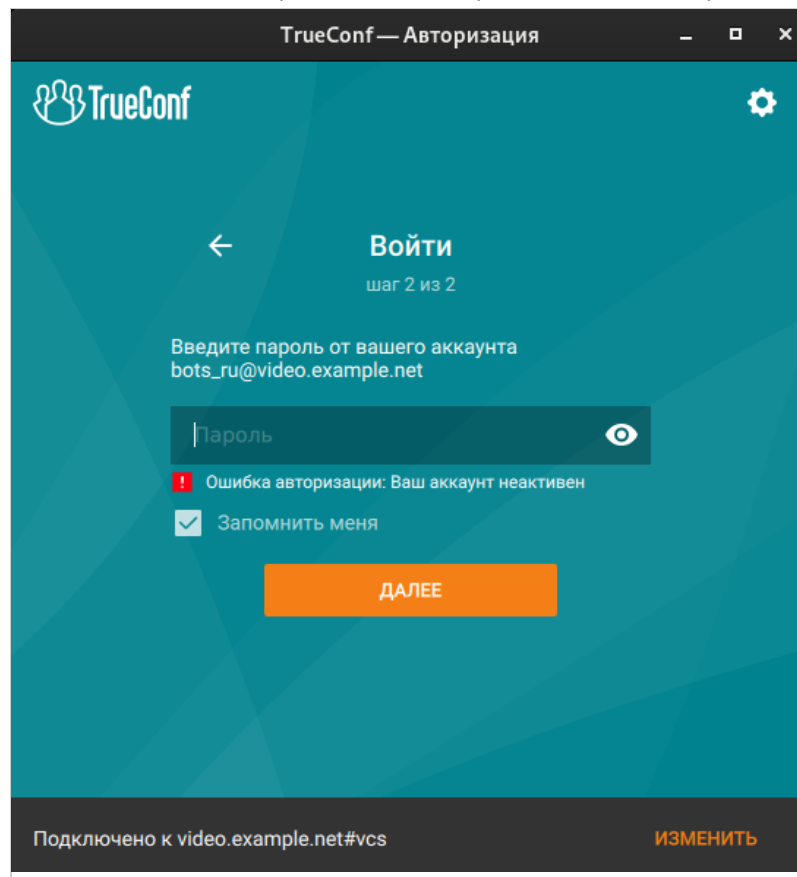 TrueConf — Авторизация
TrueConf
Войти
шаг 2 из 2
Введите пароль от вашего аккаунта
bots_ru@video.example.net
Пароль
Ошибка авторизации: Ваш аккаунт неактивен
Запомнить меня
ДАЛЕЕ
Подключено к video.example.net#vcs
ИЗМЕНИТЬ